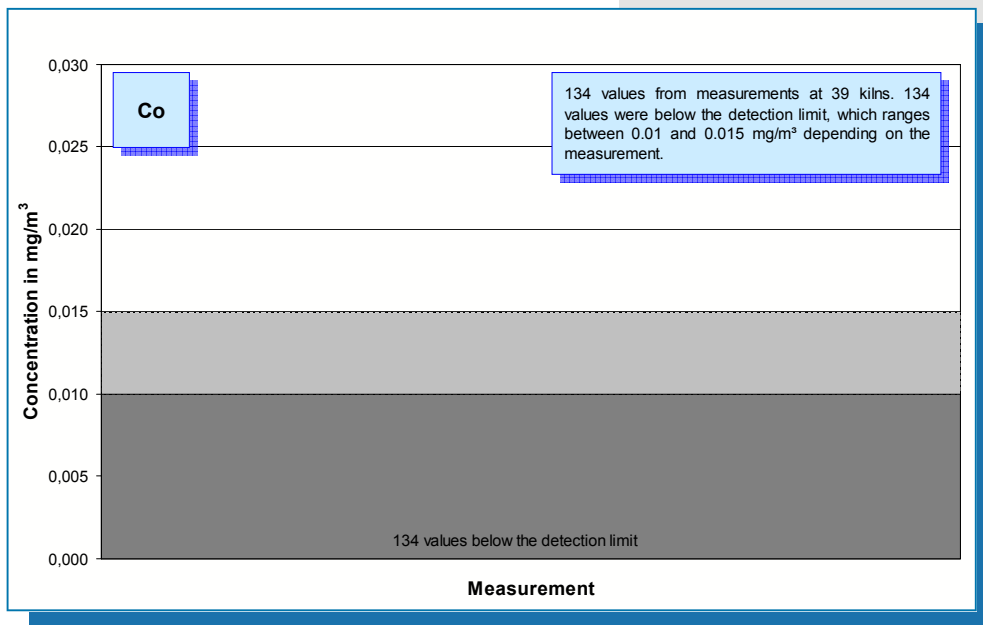 0,030
Co
134 values from measurements at 39 kilns. 134
values were below the detection limit, which ranges
between 0.01 and 0.015 mg/m³ depending on the
measurement.
0,025
0,020
0,015
0,010
0,005
0,000
Concentration in mg/m³
134 values below the detection limit
Measurement